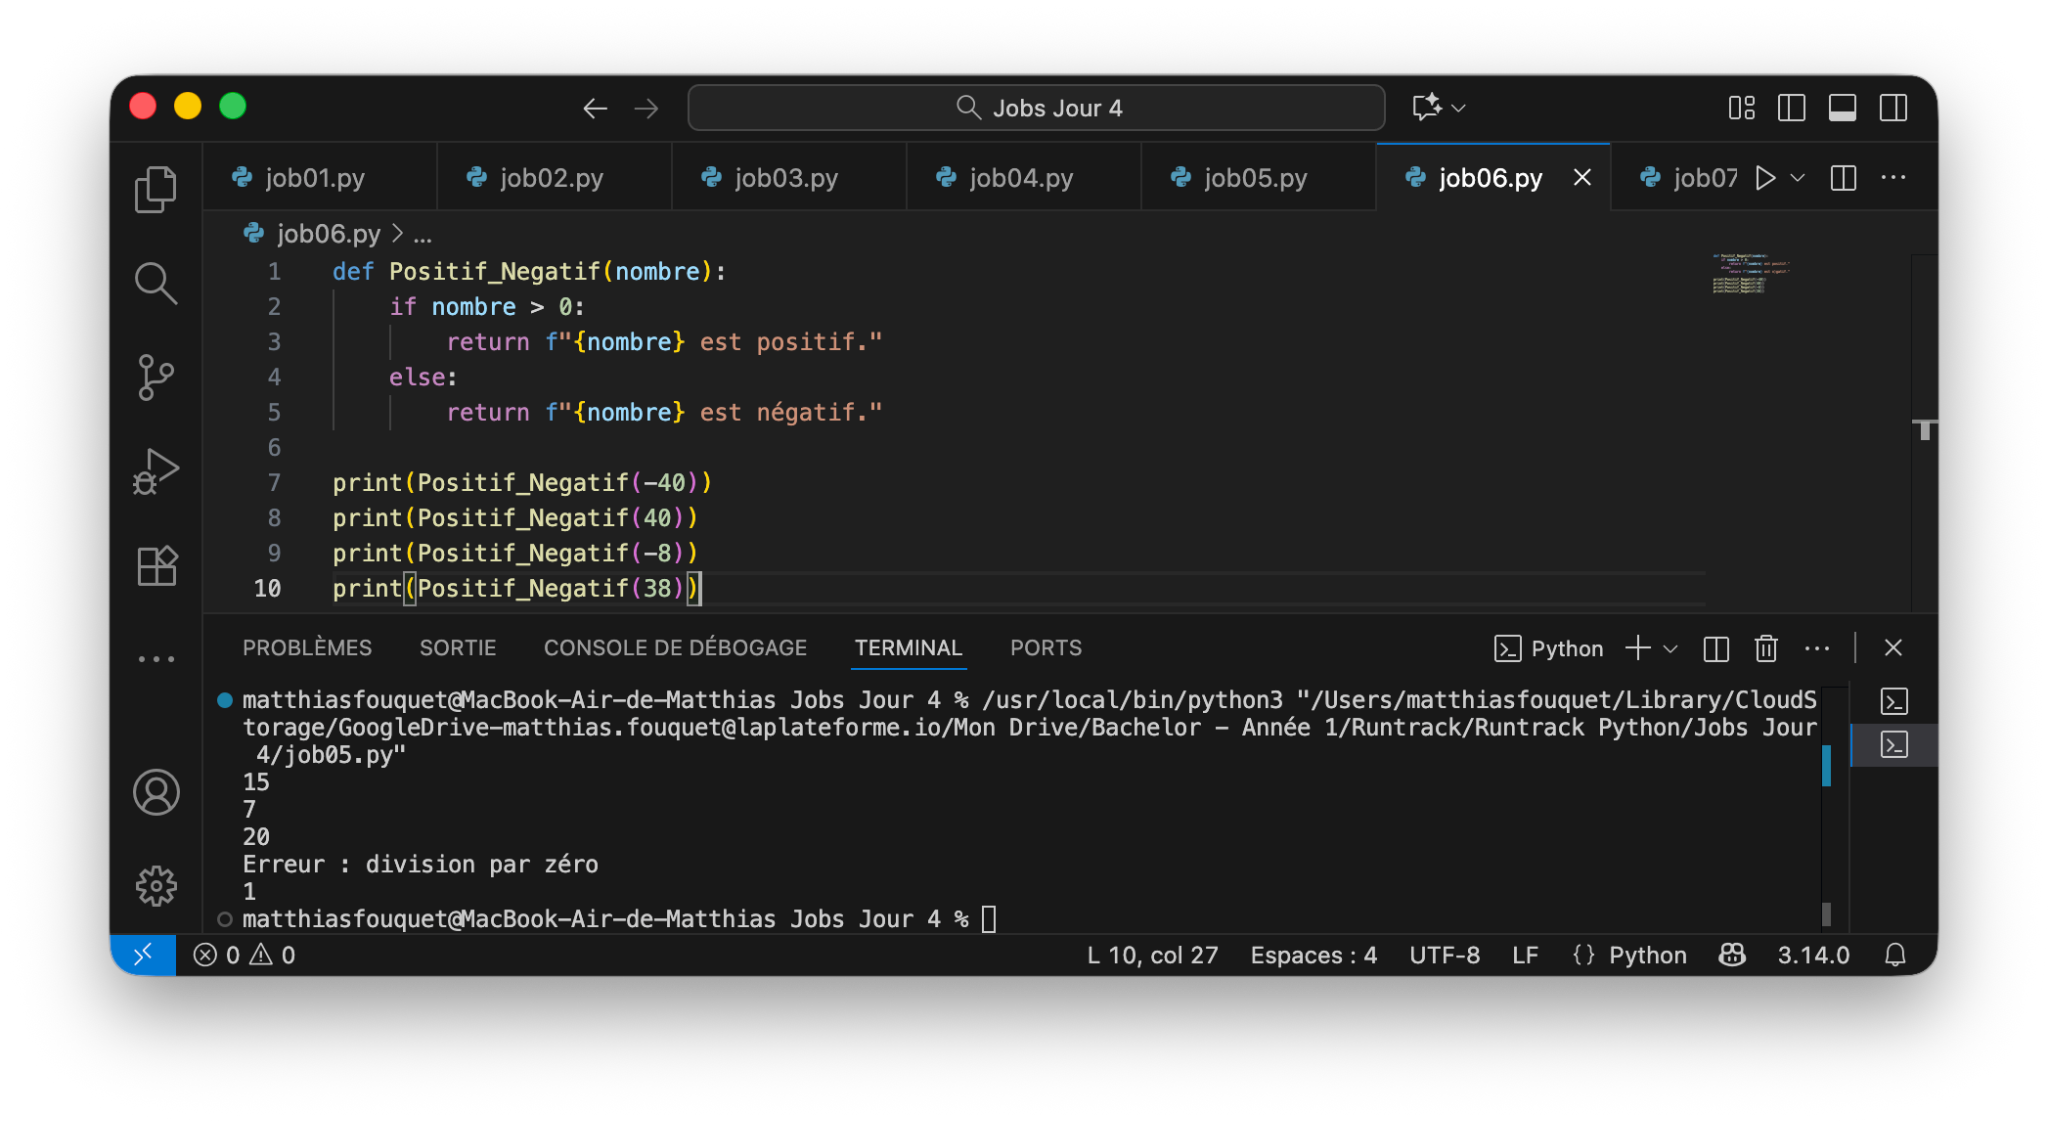 Jobs Jour 4
job01.py
job02.py
job03.py
job04.py
job05.py
job06.py
job07
job06.py > ...
1 def Positif_Negatif(nombre):
2 if nombre > 0:
3 return f"{nombre} est positif."
4 else:
5 return f"{nombre} est négatif."
6
7 print(Positif_Negatif(-40))
8 print(Positif_Negatif(40))
9 print(Positif_Negatif(-8))
10 print(Positif_Negatif(38))
PROBLÈMES SORTIE CONSOLE DE DÉBOGAGE TERMINAL PORTS Python
matthiasfouquet@MacBook-Air-de-Matthias Jobs Jour 4 % /usr/local/bin/python3 "/Users/matthiasfouquet/Library/CloudS
torage/GoogleDrive-matthias.fouquet@laplateforme.io/Mon Drive/Bachelor - Année 1/Runtrack/Runtrack Python/Jobs Jour
4/job05.py"
15
7
20
Erreur : division par zéro
1
matthiasfouquet@MacBook-Air-de-Matthias Jobs Jour 4 %
0 0 L 10, col 27 Espaces : 4 UTF-8 LF {} Python 3.14.0